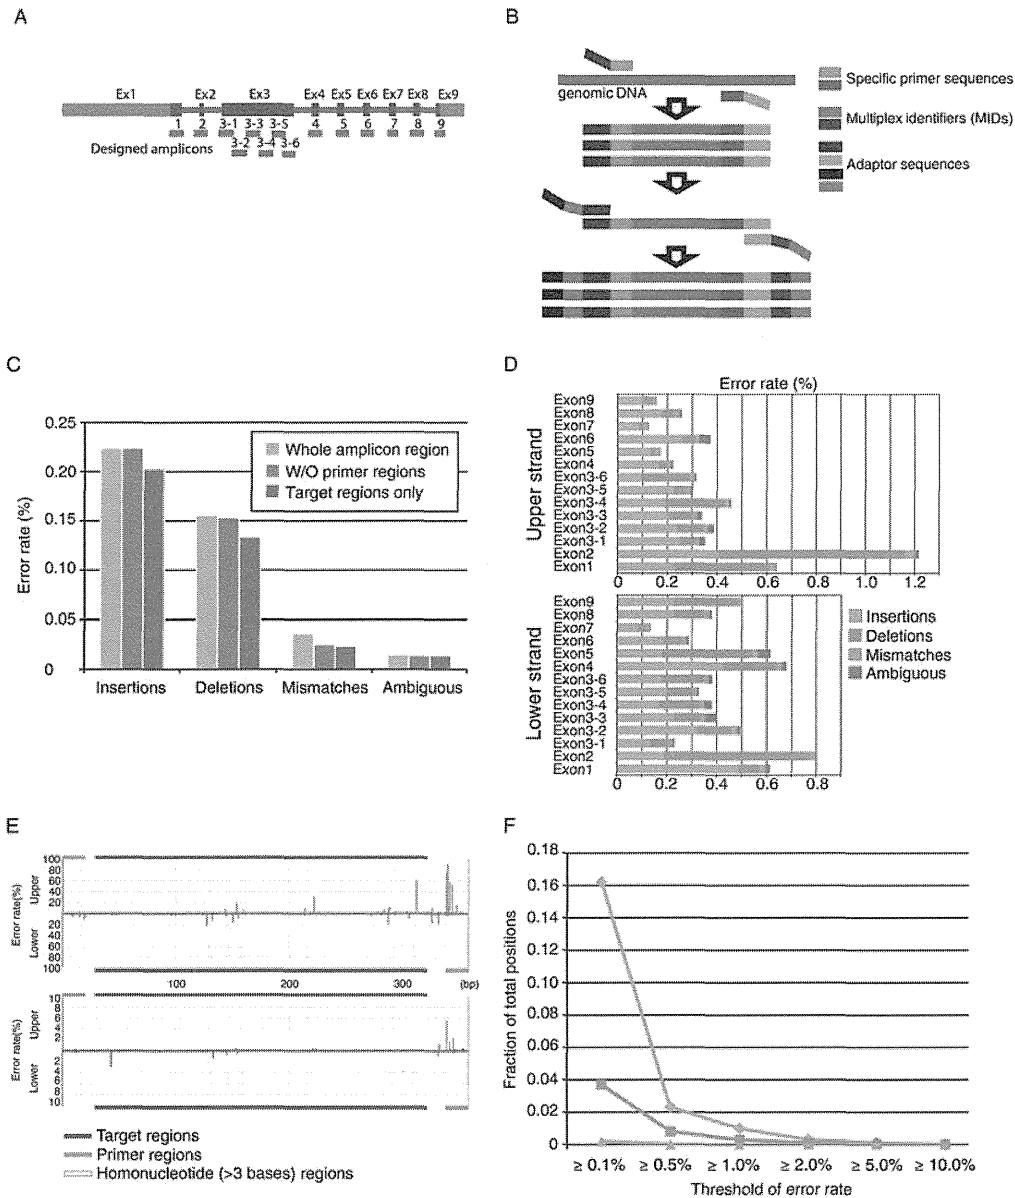 A
Ex1 Ex2 Ex3 Ex4 Ex5 Ex6 Ex7 Ex8 Ex9
1 2 3-1 3-3 3-5 4 5 6 7 8 9
Designed amplicons 3-2 3-4 3-6
B
genomic DNA
Specific primer sequences
Multiplex identifiers (MIDs)
Adaptor sequences
C
Error rate (%)
0.25
0.20
0.15
0.10
0.05
0
Whole amplicon region
W/O primer regions
Target regions only
Insertions Deletions Mismatches Ambiguous
D
Error rate (%)
Upper strand
Exon9
Exon8
Exon7
Exon6
Exon5
Exon4
Exon3-6
Exon3-5
Exon3-4
Exon3-3
Exon3-2
Exon3-1
Exon2
Exon1
0 0.2 0.4 0.6 0.8 1.0 1.2
Lower strand
Exon9
Exon8
Exon7
Exon6
Exon5
Exon4
Exon3-6
Exon3-5
Exon3-4
Exon3-3
Exon3-2
Exon3-1
Exon2
Exon1
0 0.2 0.4 0.6 0.8
Insertions
Deletions
Mismatches
Ambiguous
E
Error rate(%)
Upper
Lower
100
80
60
40
20
20
40
60
80
100
100 200 300 (bp)
Error rate(%)
Upper
Lower
10
8
6
4
2
2
4
6
8
10
Target regions
Primer regions
Homonucleotide (>3 bases) regions
F
Fraction of total positions
0.18
0.16
0.14
0.12
0.10
0.08
0.06
0.04
0.02
0
≥ 0.1% ≥ 0.5% ≥ 1.0% ≥ 2.0% ≥ 5.0% ≥ 10.0%
Threshold of error rate